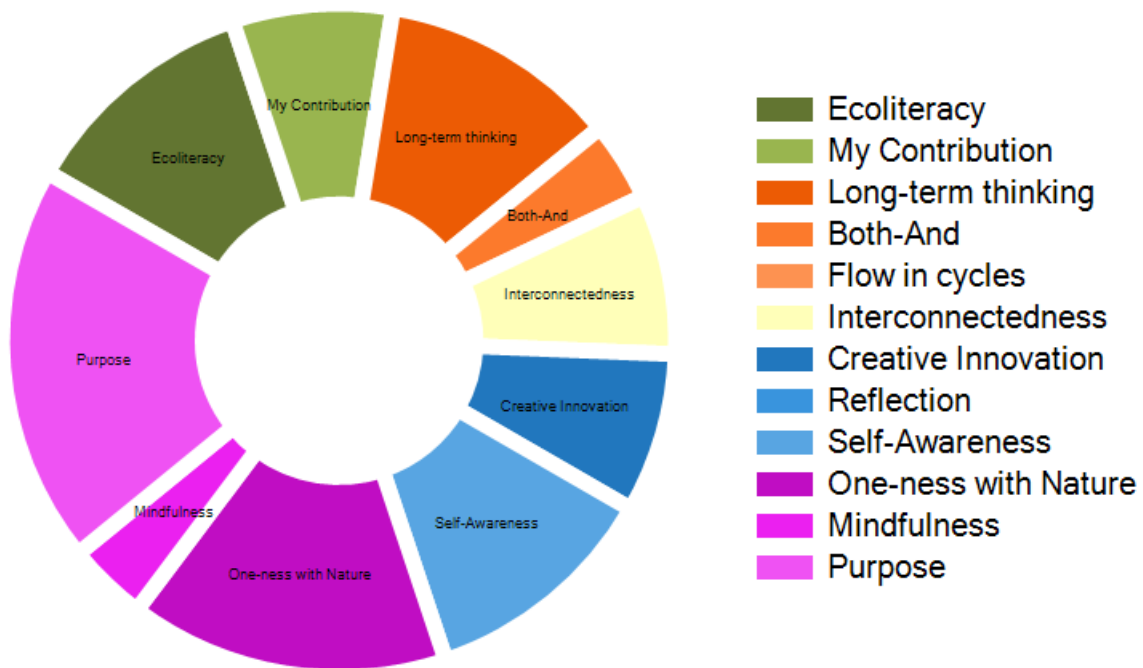 My Contribution
Long-term thinking
Ecoliteracy
Both-And
Interconnectedness
Purpose
Creative Innovation
Mindfulness
Self-Awareness
One-ness with Nature
Ecoliteracy
My Contribution
Long-term thinking
Both-And
Flow in cycles
Interconnectedness
Creative Innovation
Reflection
Self-Awareness
One-ness with Nature
Mindfulness
Purpose